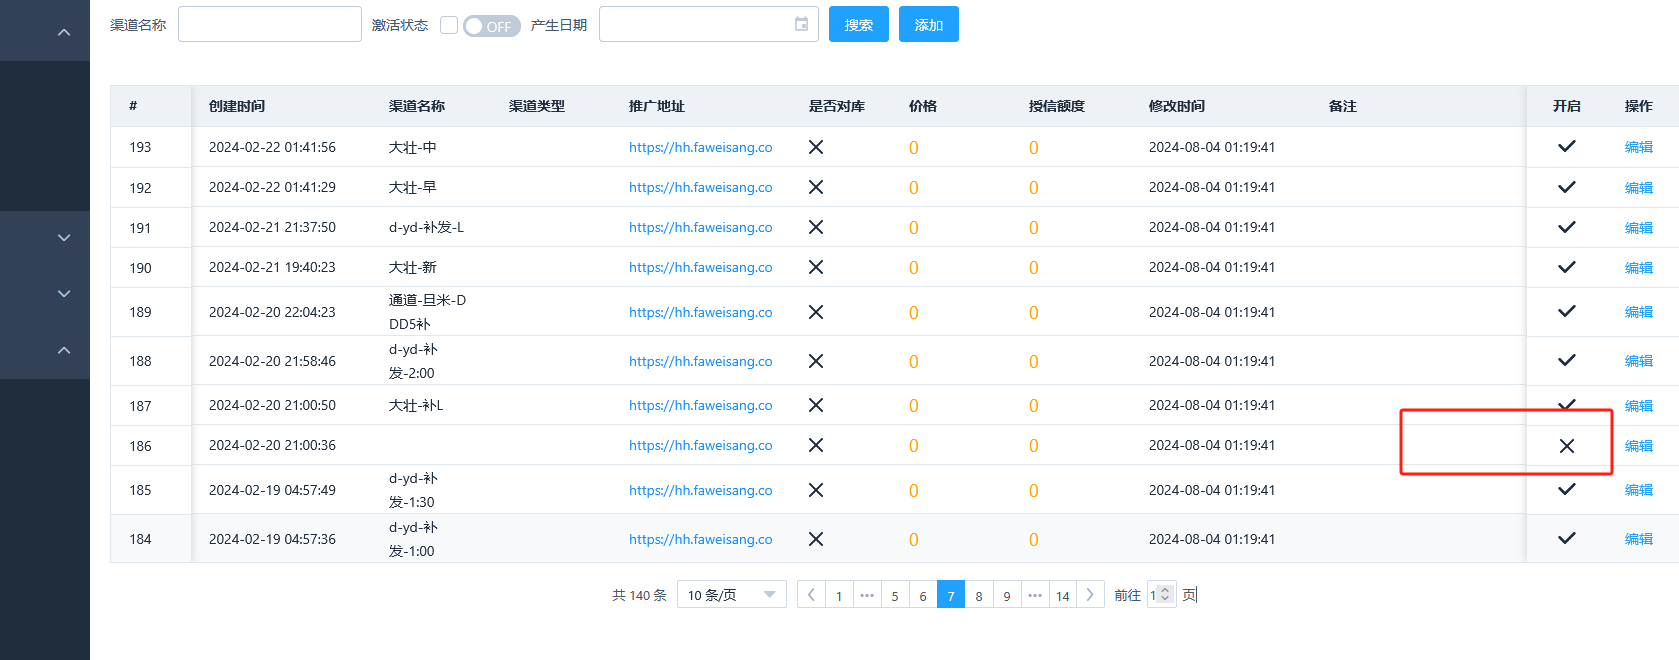 渠道名称 激活状态 OFF 产生日期 搜索 添加
# 创建时间 渠道名称 渠道类型 推广地址 是否对库 价格 授信额度 修改时间 备注 开启 操作
193 2024-02-22 01:41:56 大壮-中 https://hh.faweisang.co 0 0 2024-08-04 01:19:41 编辑
192 2024-02-22 01:41:29 大壮-早 https://hh.faweisang.co 0 0 2024-08-04 01:19:41 编辑
191 2024-02-21 21:37:50 d-yd-补发-L https://hh.faweisang.co 0 0 2024-08-04 01:19:41 编辑
190 2024-02-21 19:40:23 大壮-新 https://hh.faweisang.co 0 0 2024-08-04 01:19:41 编辑
189 2024-02-20 22:04:23 通道-旦米-D https://hh.faweisang.co 0 0 2024-08-04 01:19:41 编辑
DD5补
188 2024-02-20 21:58:46 d-yd-补 https://hh.faweisang.co 0 0 2024-08-04 01:19:41 编辑
发-2:00
187 2024-02-20 21:00:50 大壮-补L https://hh.faweisang.co 0 0 2024-08-04 01:19:41 编辑
186 2024-02-20 21:00:36 https://hh.faweisang.co 0 0 2024-08-04 01:19:41 编辑
185 2024-02-19 04:57:49 d-yd-补 https://hh.faweisang.co 0 0 2024-08-04 01:19:41 编辑
发-1:30
184 2024-02-19 04:57:36 d-yd-补 https://hh.faweisang.co 0 0 2024-08-04 01:19:41 编辑
发-1:00
共 140 条 10 条/页 1 ••• 5 6 7 8 9 ••• 14 前往 1 页